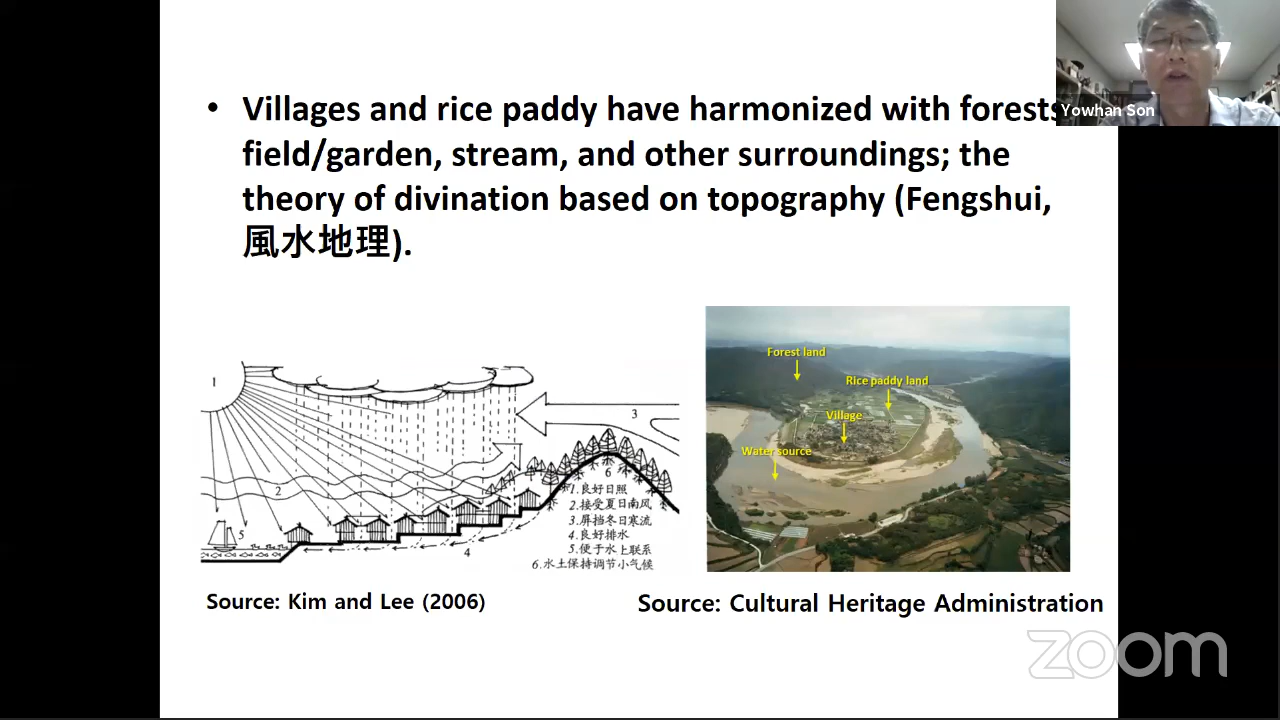 • Villages and rice paddy have harmonized with forests
field/garden, stream, and other surroundings; the
theory of divination based on topography (Fengshui,
風水地理).
Yowhan Son
1
2
3
4
5
6
1.良好日照
2.接受夏日南风
3.屏挡冬日寒流
4.良好排水
5.便于水上联系
6.水土保持调节小气候
Forest land
Rice paddy land
Village
Water source
Source: Kim and Lee (2006)
Source: Cultural Heritage Administration
zoom